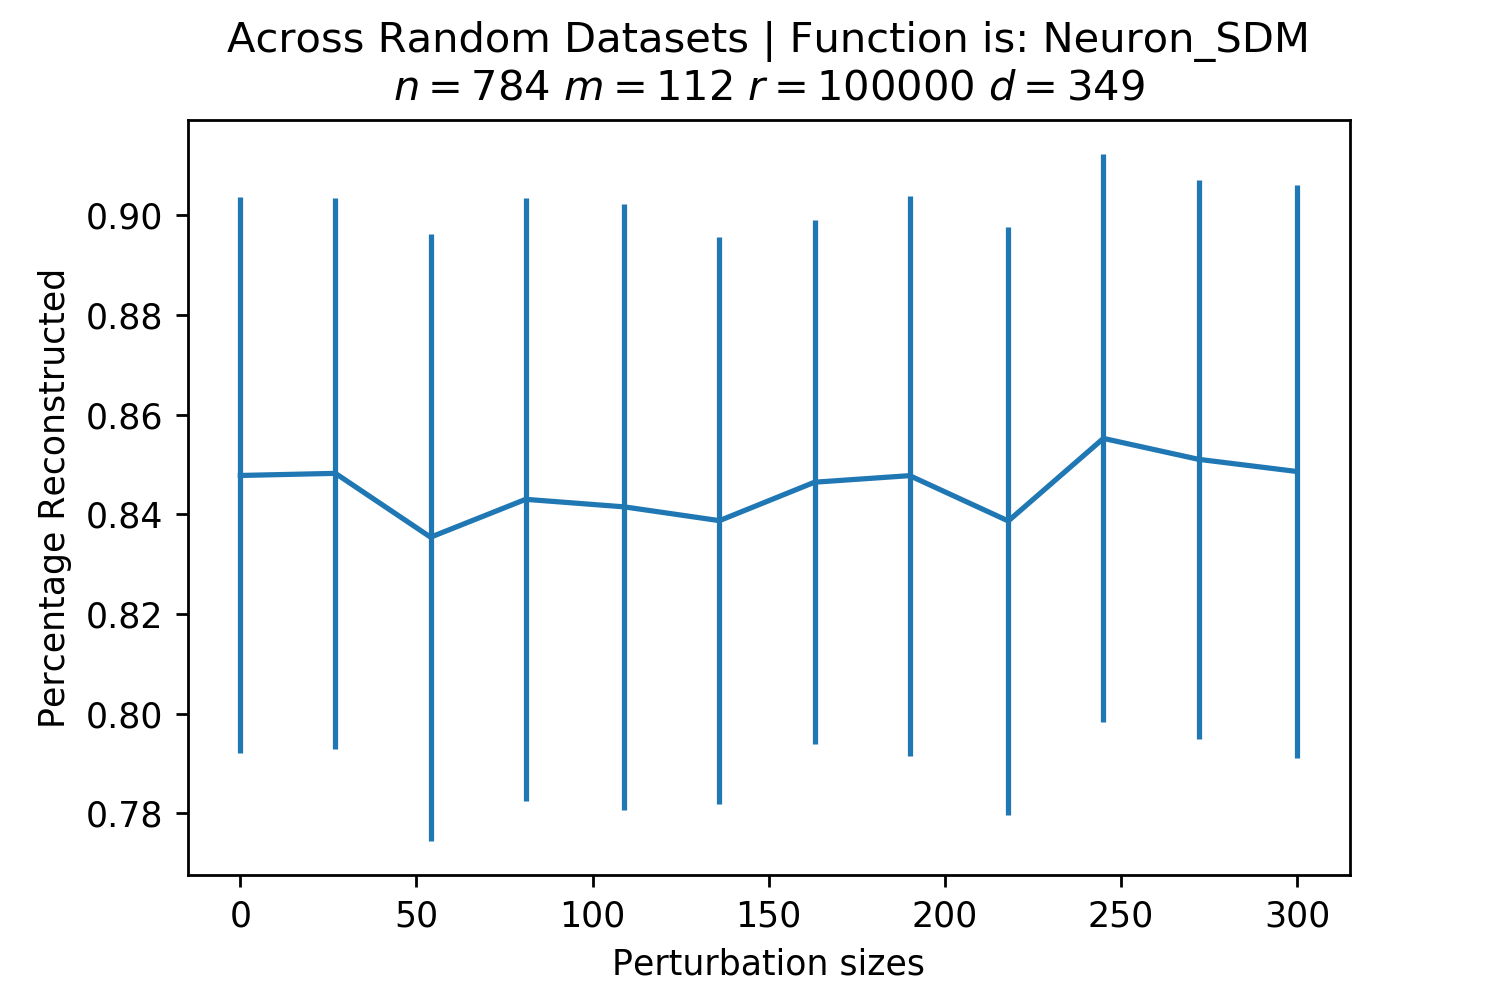 Across Random Datasets | Function is: Neuron_SDM
n = 784 m = 112 r = 100000 d = 349
Percentage Reconstructed
0.90
0.88
0.86
0.84
0.82
0.80
0.78
0 50 100 150 200 250 300
Perturbation sizes